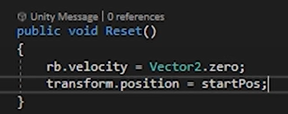 Unity Message | 0 references
public void Reset()
{
rb.velocity = Vector2.zero;
transform.position = startPos;
}